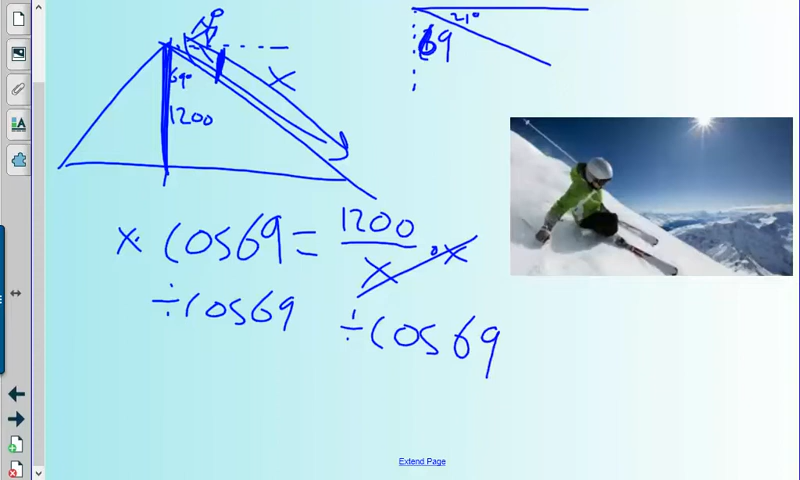 21°
69
x
69°
1200
x· cos69 = 1200/x · x
÷cos69 ÷cos69
Extend Page